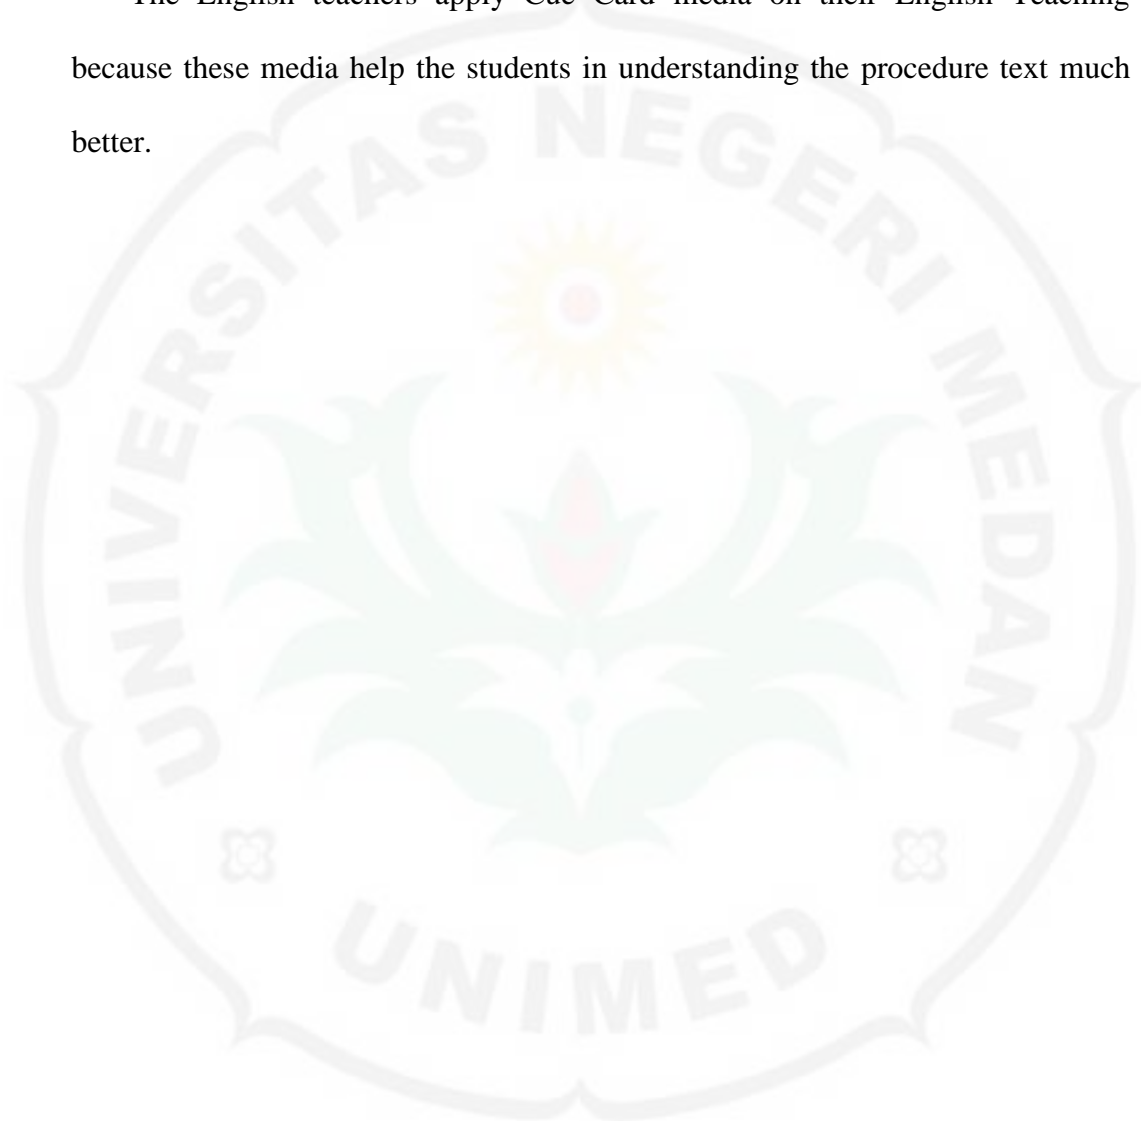 The English teachers apply Cue Card media on their English Teaching
because these media help the students in understanding the procedure text much
better.
UNIVERSITAS NEGERI MEDAN
UNIMED